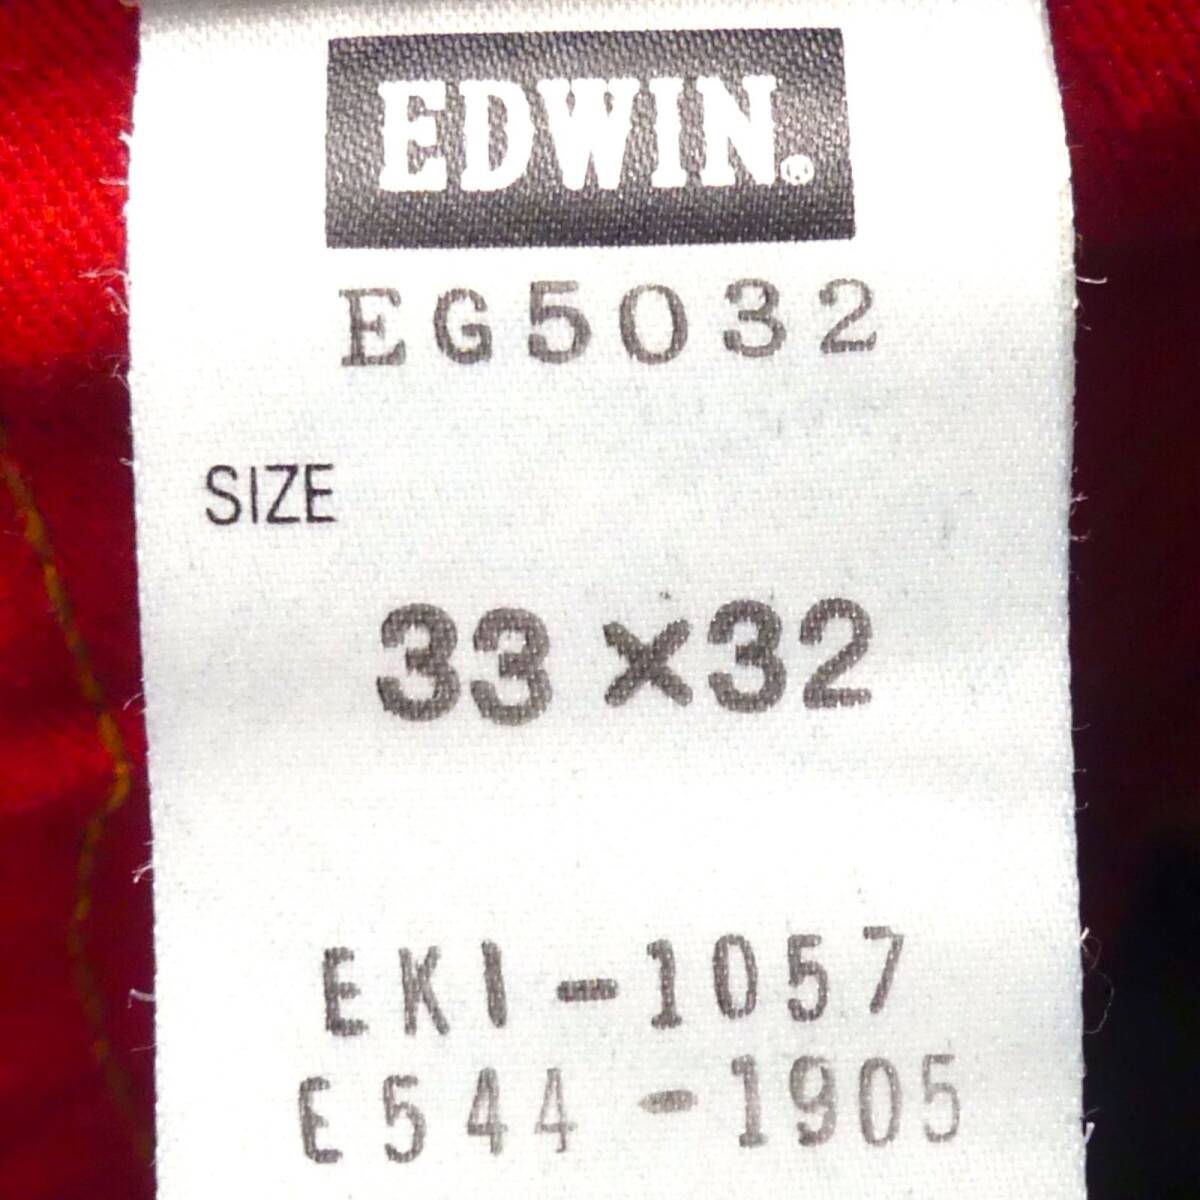 EDWIN®
EG5032
SIZE
33×32
EKI-1057
E544-1905